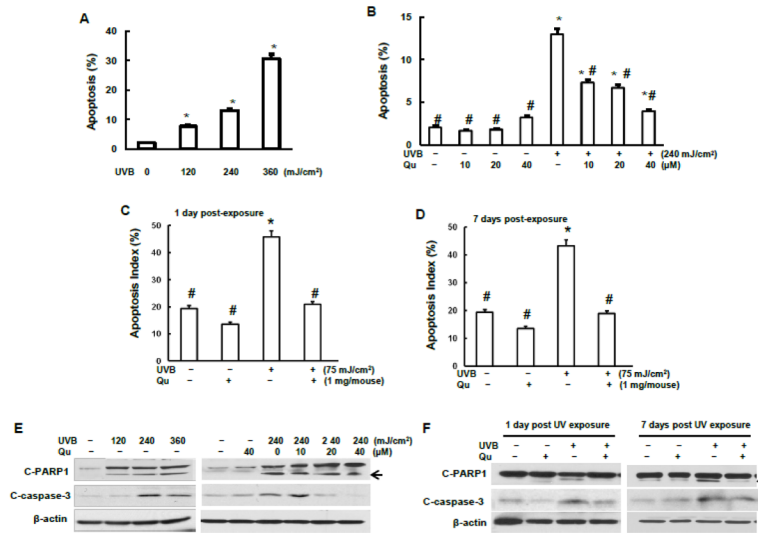 A
Apoptosis (%)
40
30
20
10
0
UVB 0 120 240 360 (mJ/cm²)
B
Apoptosis (%)
15
10
5
0
* * # * # * # # # # #
UVB – – – – + + + + (240 mJ/cm²)
Qu – 10 20 40 – 10 20 40 (µM)
C
1 day post-exposure
Apoptosis Index (%)
50
40
30
20
10
0
# # * #
UVB – – + + (75 mJ/cm²)
Qu – + – + (1 mg/mouse)
D
7 days post-exposure
Apoptosis Index (%)
50
40
30
20
10
0
# # * #
UVB – – + + (75 mJ/cm²)
Qu – + – + (1 mg/mouse)
E
UVB – 120 240 360 – – 240 240 2 40 240 (mJ/cm²)
Qu – – – – – 40 0 10 20 40 (µM)
C-PARP1
C-caspase-3
β-actin
F
1 day post UV exposure 7 days post UV exposure
UVB – – + + – – + +
Qu – + – + – + – +
C-PARP1
C-caspase-3
β-actin